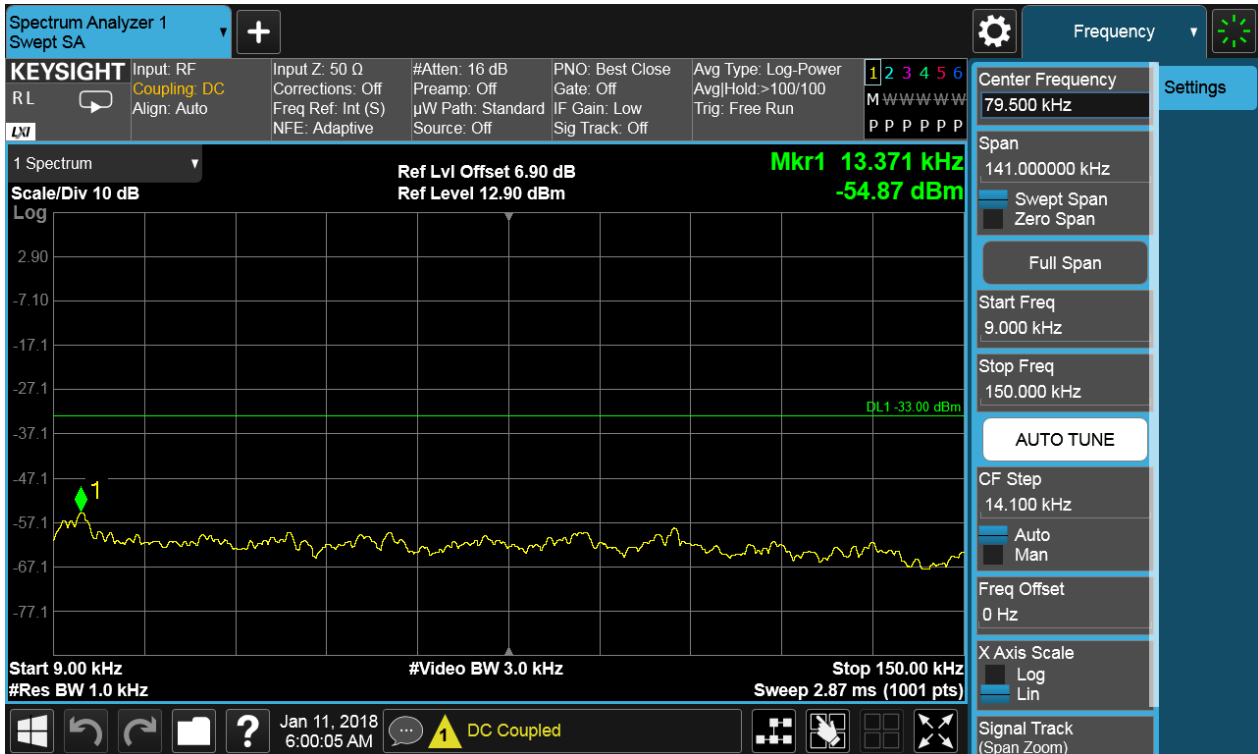 Spectrum Analyzer 1
Swept SA
+
Frequency
KEYSIGHT
RL
LXI
Input: RF
Coupling: DC
Align: Auto
Input Z: 50 Ω
Corrections: Off
Freq Ref: Int (S)
NFE: Adaptive
#Atten: 16 dB
Preamp: Off
µW Path: Standard
Source: Off
PNO: Best Close
Gate: Off
IF Gain: Low
Sig Track: Off
Avg Type: Log-Power
Avg|Hold:>100/100
Trig: Free Run
1 2 3 4 5 6
M W W W W W
P P P P P P
1 Spectrum
Scale/Div 10 dB
Log
Ref Lvl Offset 6.90 dB
Ref Level 12.90 dBm
Mkr1 13.371 kHz
-54.87 dBm
2.90
-7.10
-17.1
-27.1
DL1 -33.00 dBm
-37.1
-47.1
1
-57.1
-67.1
-77.1
Start 9.00 kHz
#Video BW 3.0 kHz
Stop 150.00 kHz
#Res BW 1.0 kHz
Sweep 2.87 ms (1001 pts)
Center Frequency
79.500 kHz
Span
141.000000 kHz
Swept Span
Zero Span
Full Span
Start Freq
9.000 kHz
Stop Freq
150.000 kHz
AUTO TUNE
CF Step
14.100 kHz
Auto
Man
Freq Offset
0 Hz
X Axis Scale
Log
Lin
Signal Track
(Span Zoom)
Settings
?
Jan 11, 2018
6:00:05 AM
1
DC Coupled